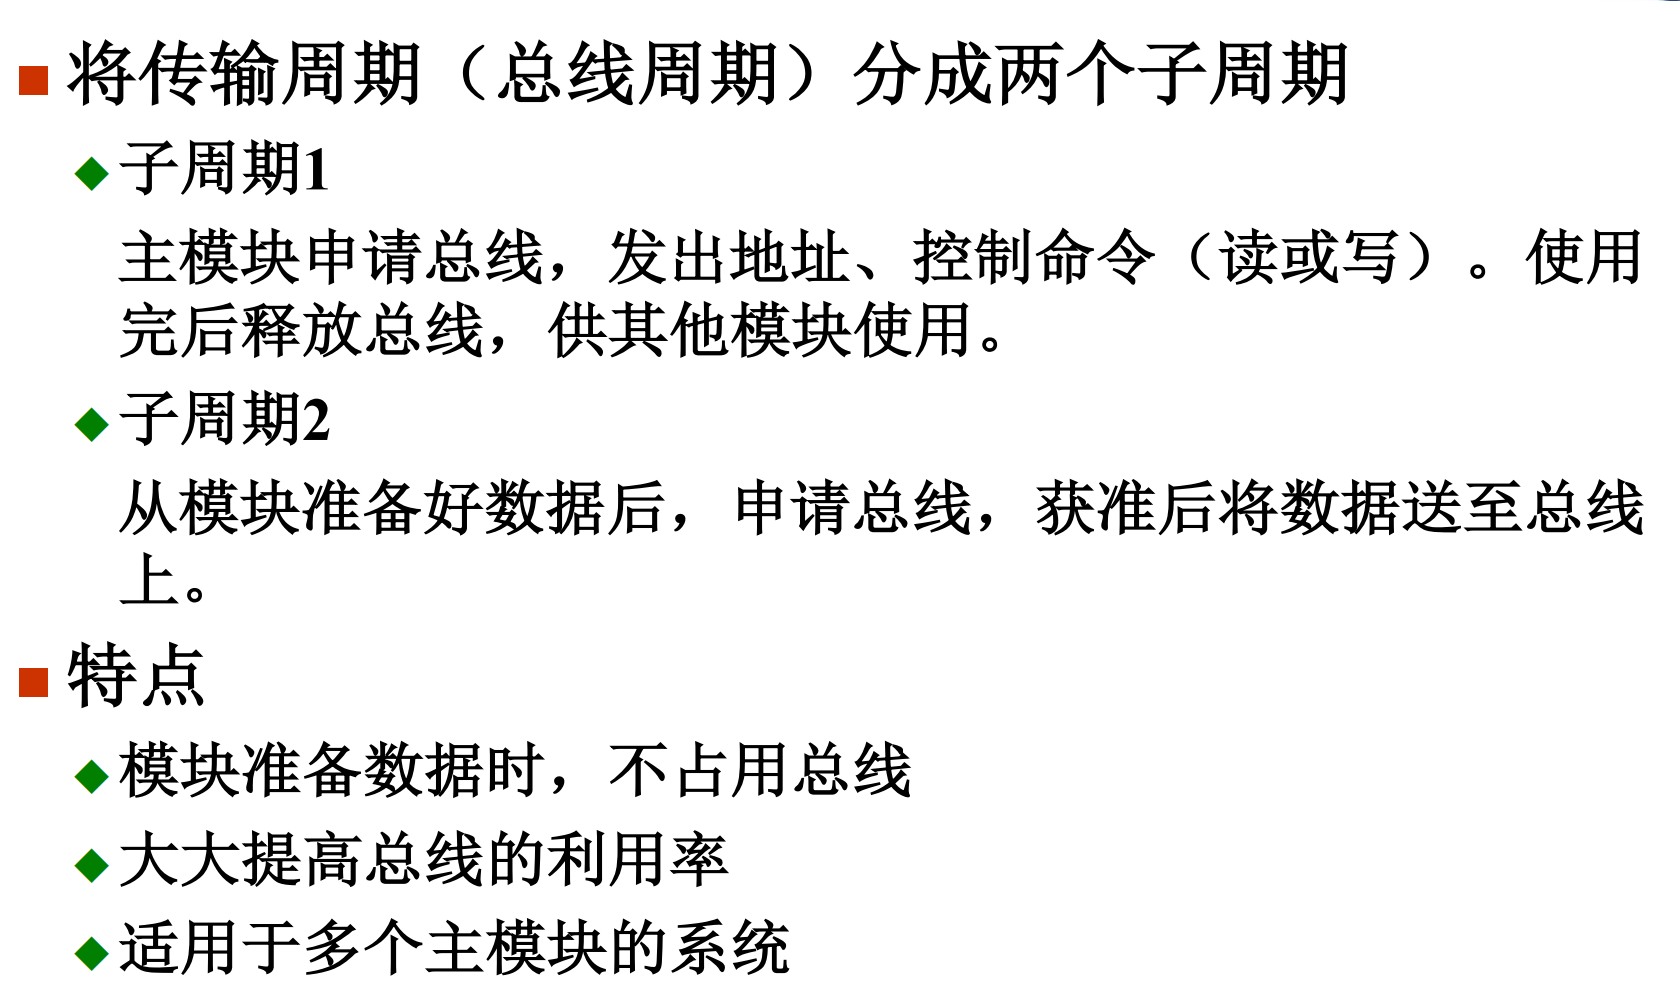 将传输周期（总线周期）分成两个子周期
子周期1
主模块申请总线，发出地址、控制命令（读或写）。使用
完后释放总线，供其他模块使用。
子周期2
从模块准备好数据后，申请总线，获准后将数据送至总线
上。
特点
模块准备数据时，不占用总线
大大提高总线的利用率
适用于多个主模块的系统